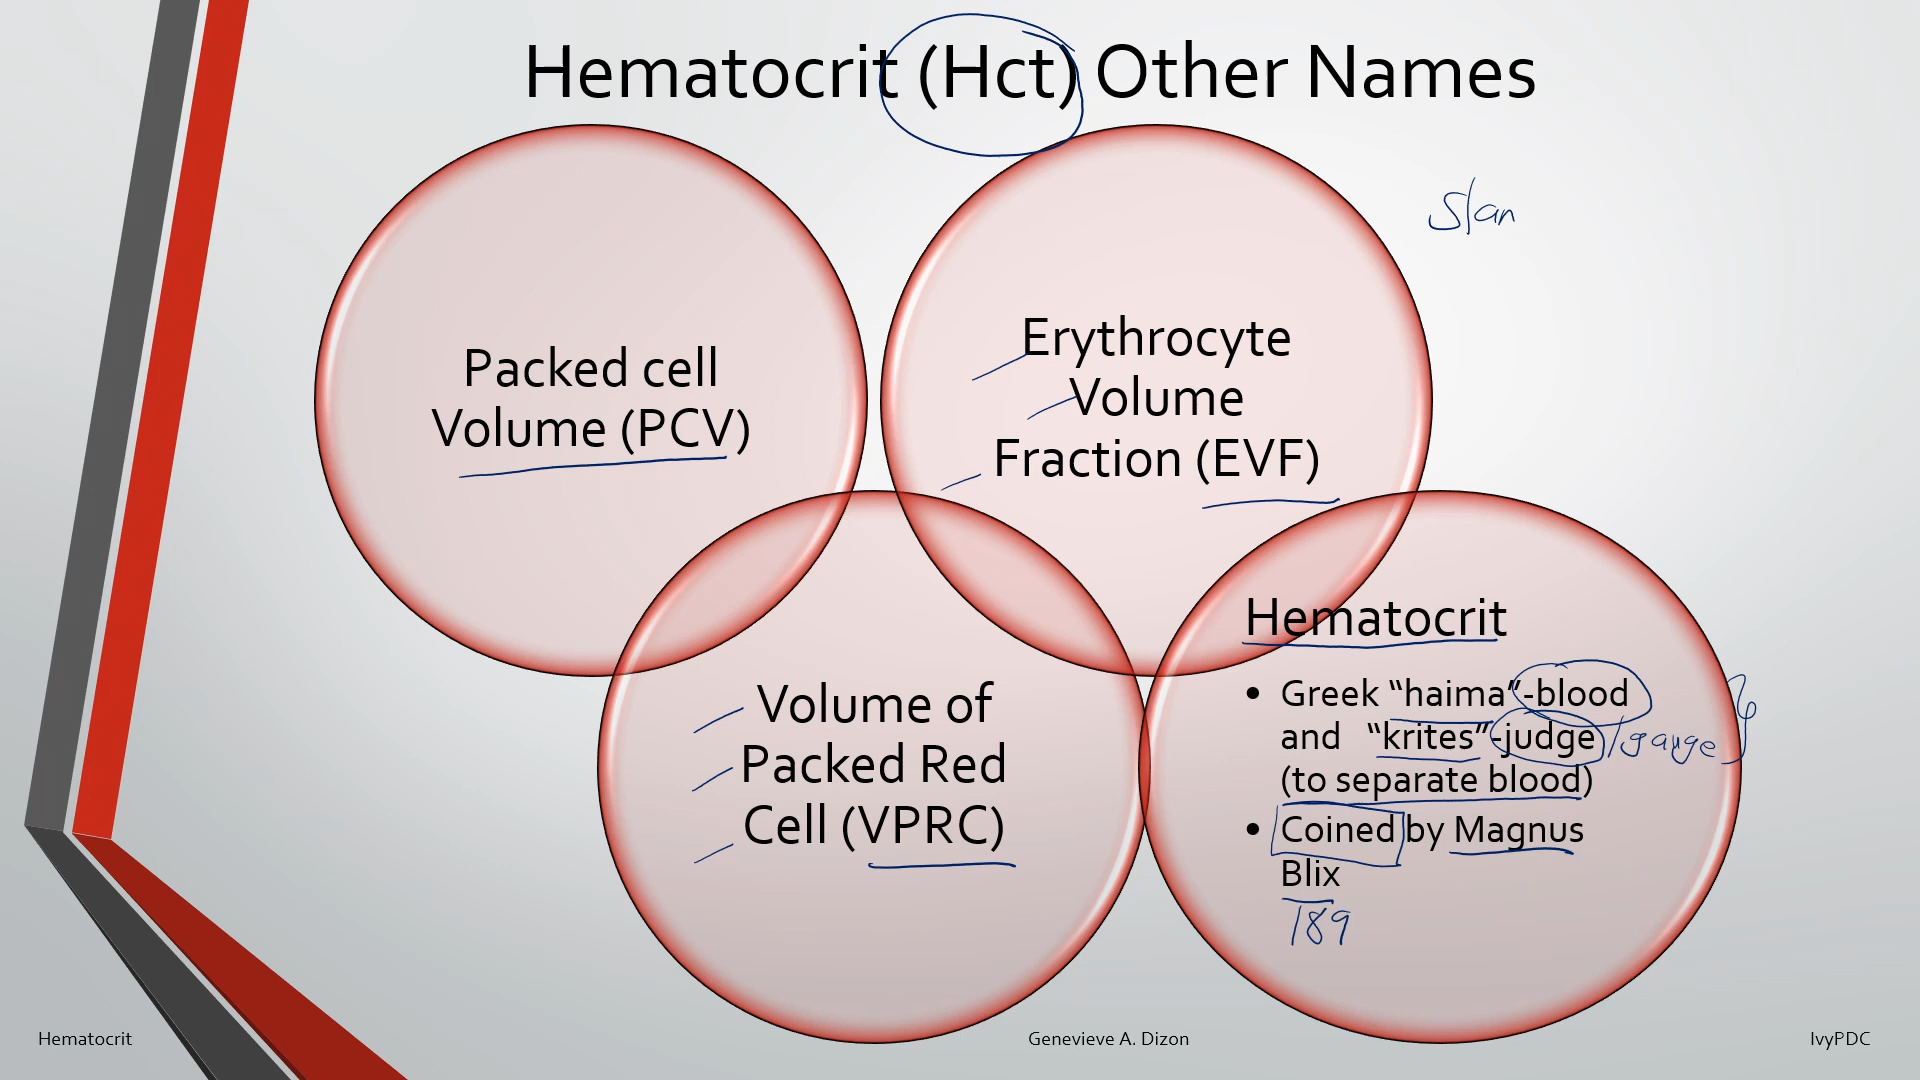 Hematocrit (Hct) Other Names
Slan
Packed cell
Volume (PCV)
Erythrocyte
Volume
Fraction (EVF)
Volume of
Packed Red
Cell (VPRC)
Hematocrit
• Greek “haima”-blood
and “krites”-judge /gauge
(to separate blood)
• Coined by Magnus
Blix
189
Hematocrit
Genevieve A. Dizon
IvyPDC